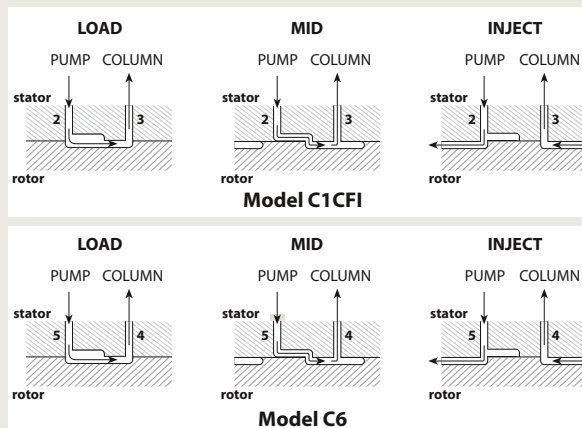 LOAD MID INJECT
PUMP COLUMN PUMP COLUMN PUMP COLUMN
stator stator stator
2 3 2 3 2 3
rotor rotor rotor
Model C1CFI
LOAD MID INJECT
PUMP COLUMN PUMP COLUMN PUMP COLUMN
stator stator stator
5 4 5 4 5 4
rotor rotor rotor
Model C6